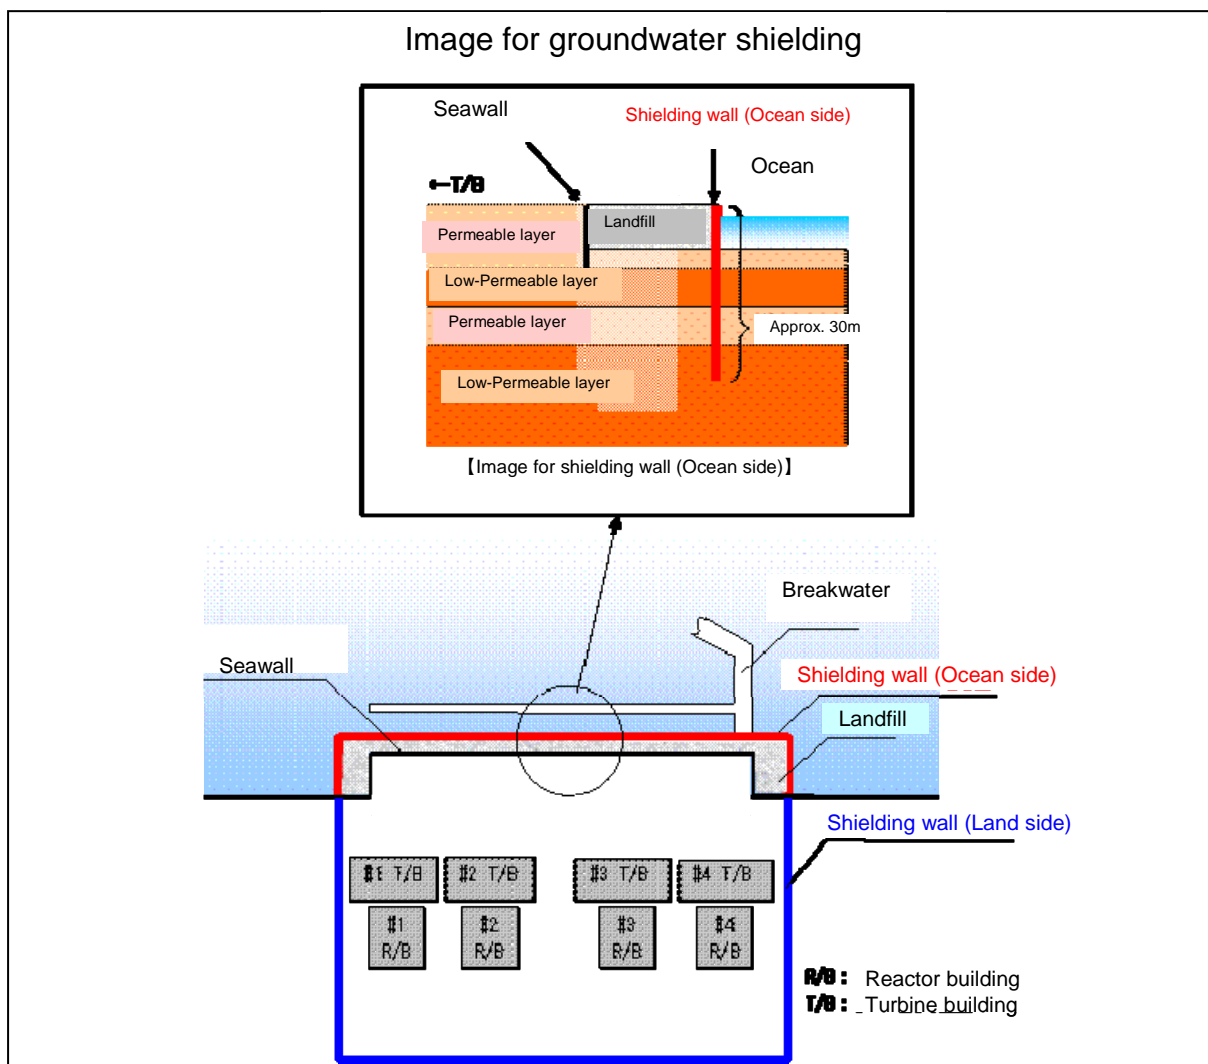 Image for groundwater shielding
Seawall
Shielding wall (Ocean side)
Ocean
←T/B
Landfill
Permeable layer
Low-Permeable layer
Permeable layer
Approx. 30m
Low-Permeable layer
【Image for shielding wall (Ocean side)】
Breakwater
Seawall
Shielding wall (Ocean side)
Landfill
Shielding wall (Land side)
#1 T/B
#2 T/B
#3 T/B
#4 T/B
#1
R/B
#2
R/B
#3
R/B
#4
R/B
R/B : Reactor building
T/B : Turbine building